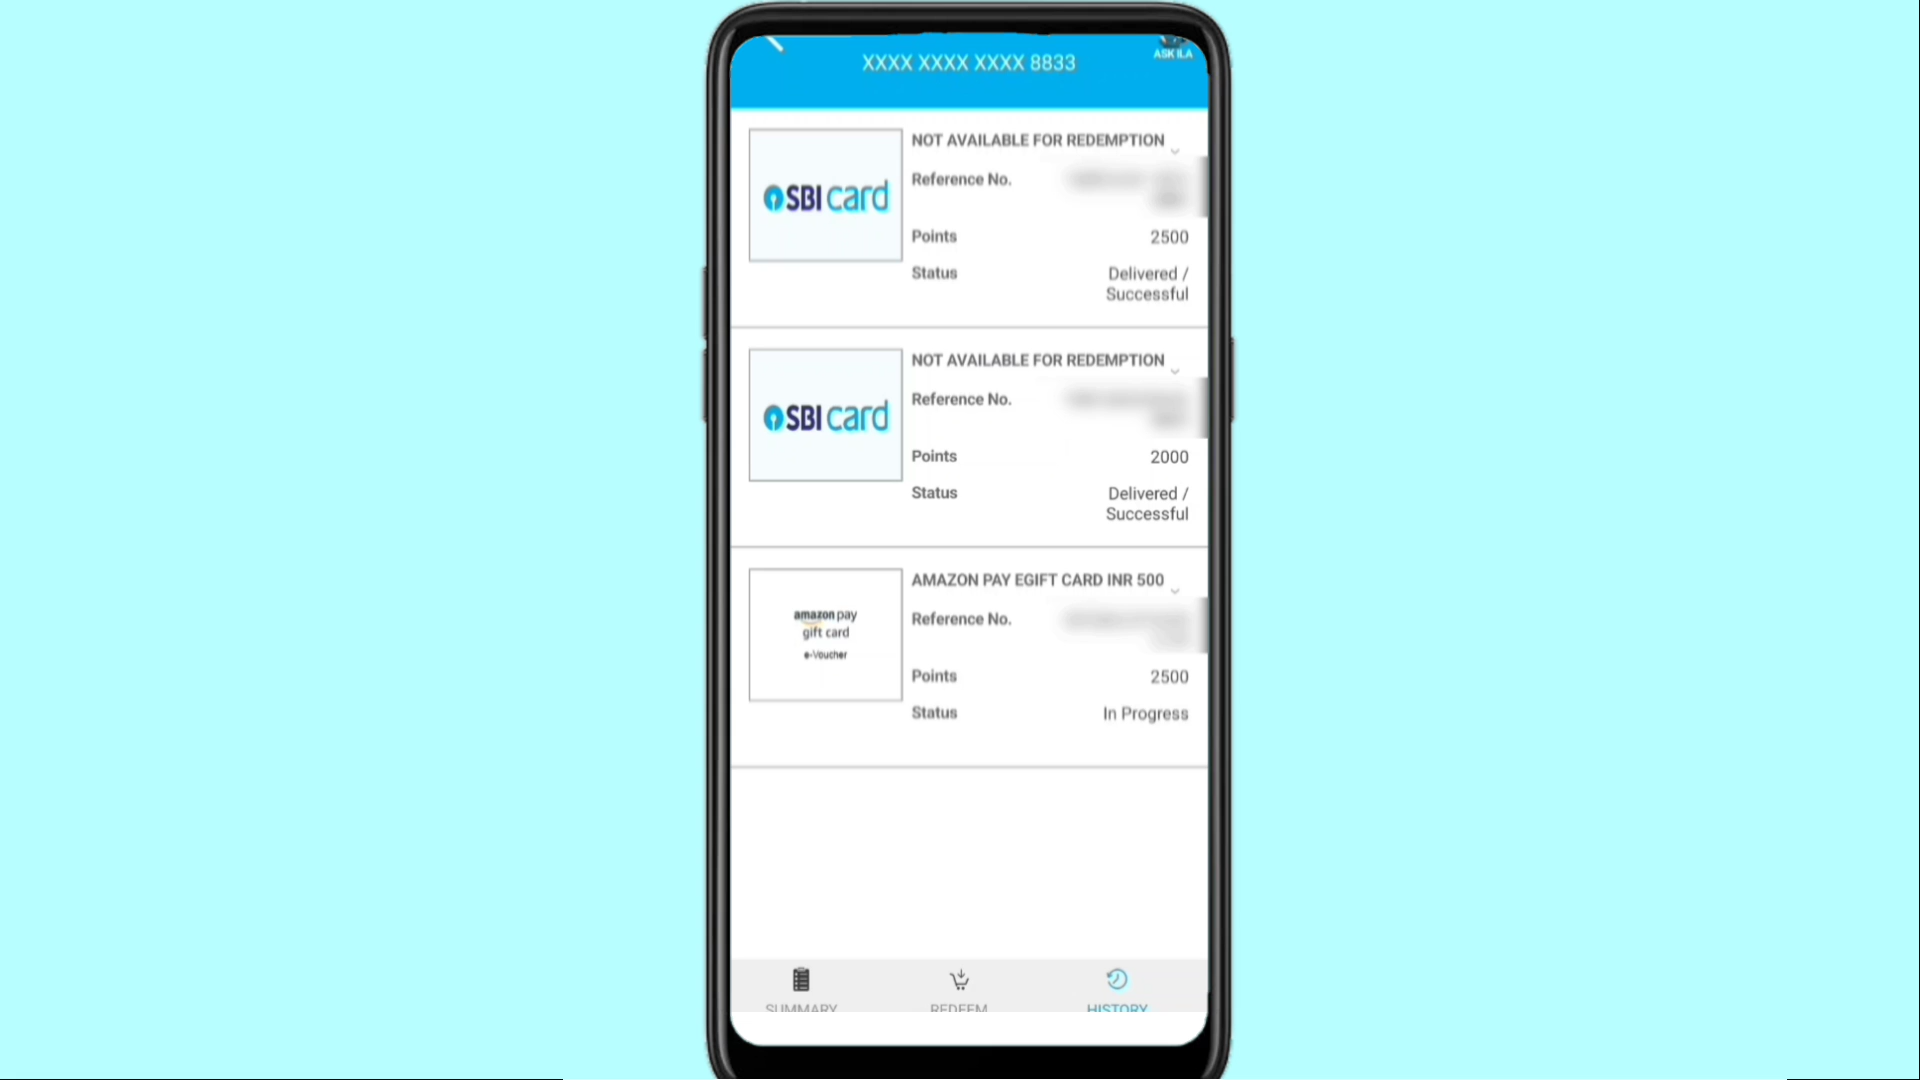 XXXX XXXX XXXX 8833
ASK ILA
NOT AVAILABLE FOR REDEMPTION
SBI card
Reference No.
Points 2500
Status Delivered /
Successful
NOT AVAILABLE FOR REDEMPTION
SBI card
Reference No.
Points 2000
Status Delivered /
Successful
AMAZON PAY EGIFT CARD INR 500
amazon pay
gift card
e-Voucher
Reference No.
Points 2500
Status In Progress
SUMMARY REDEEM HISTORY